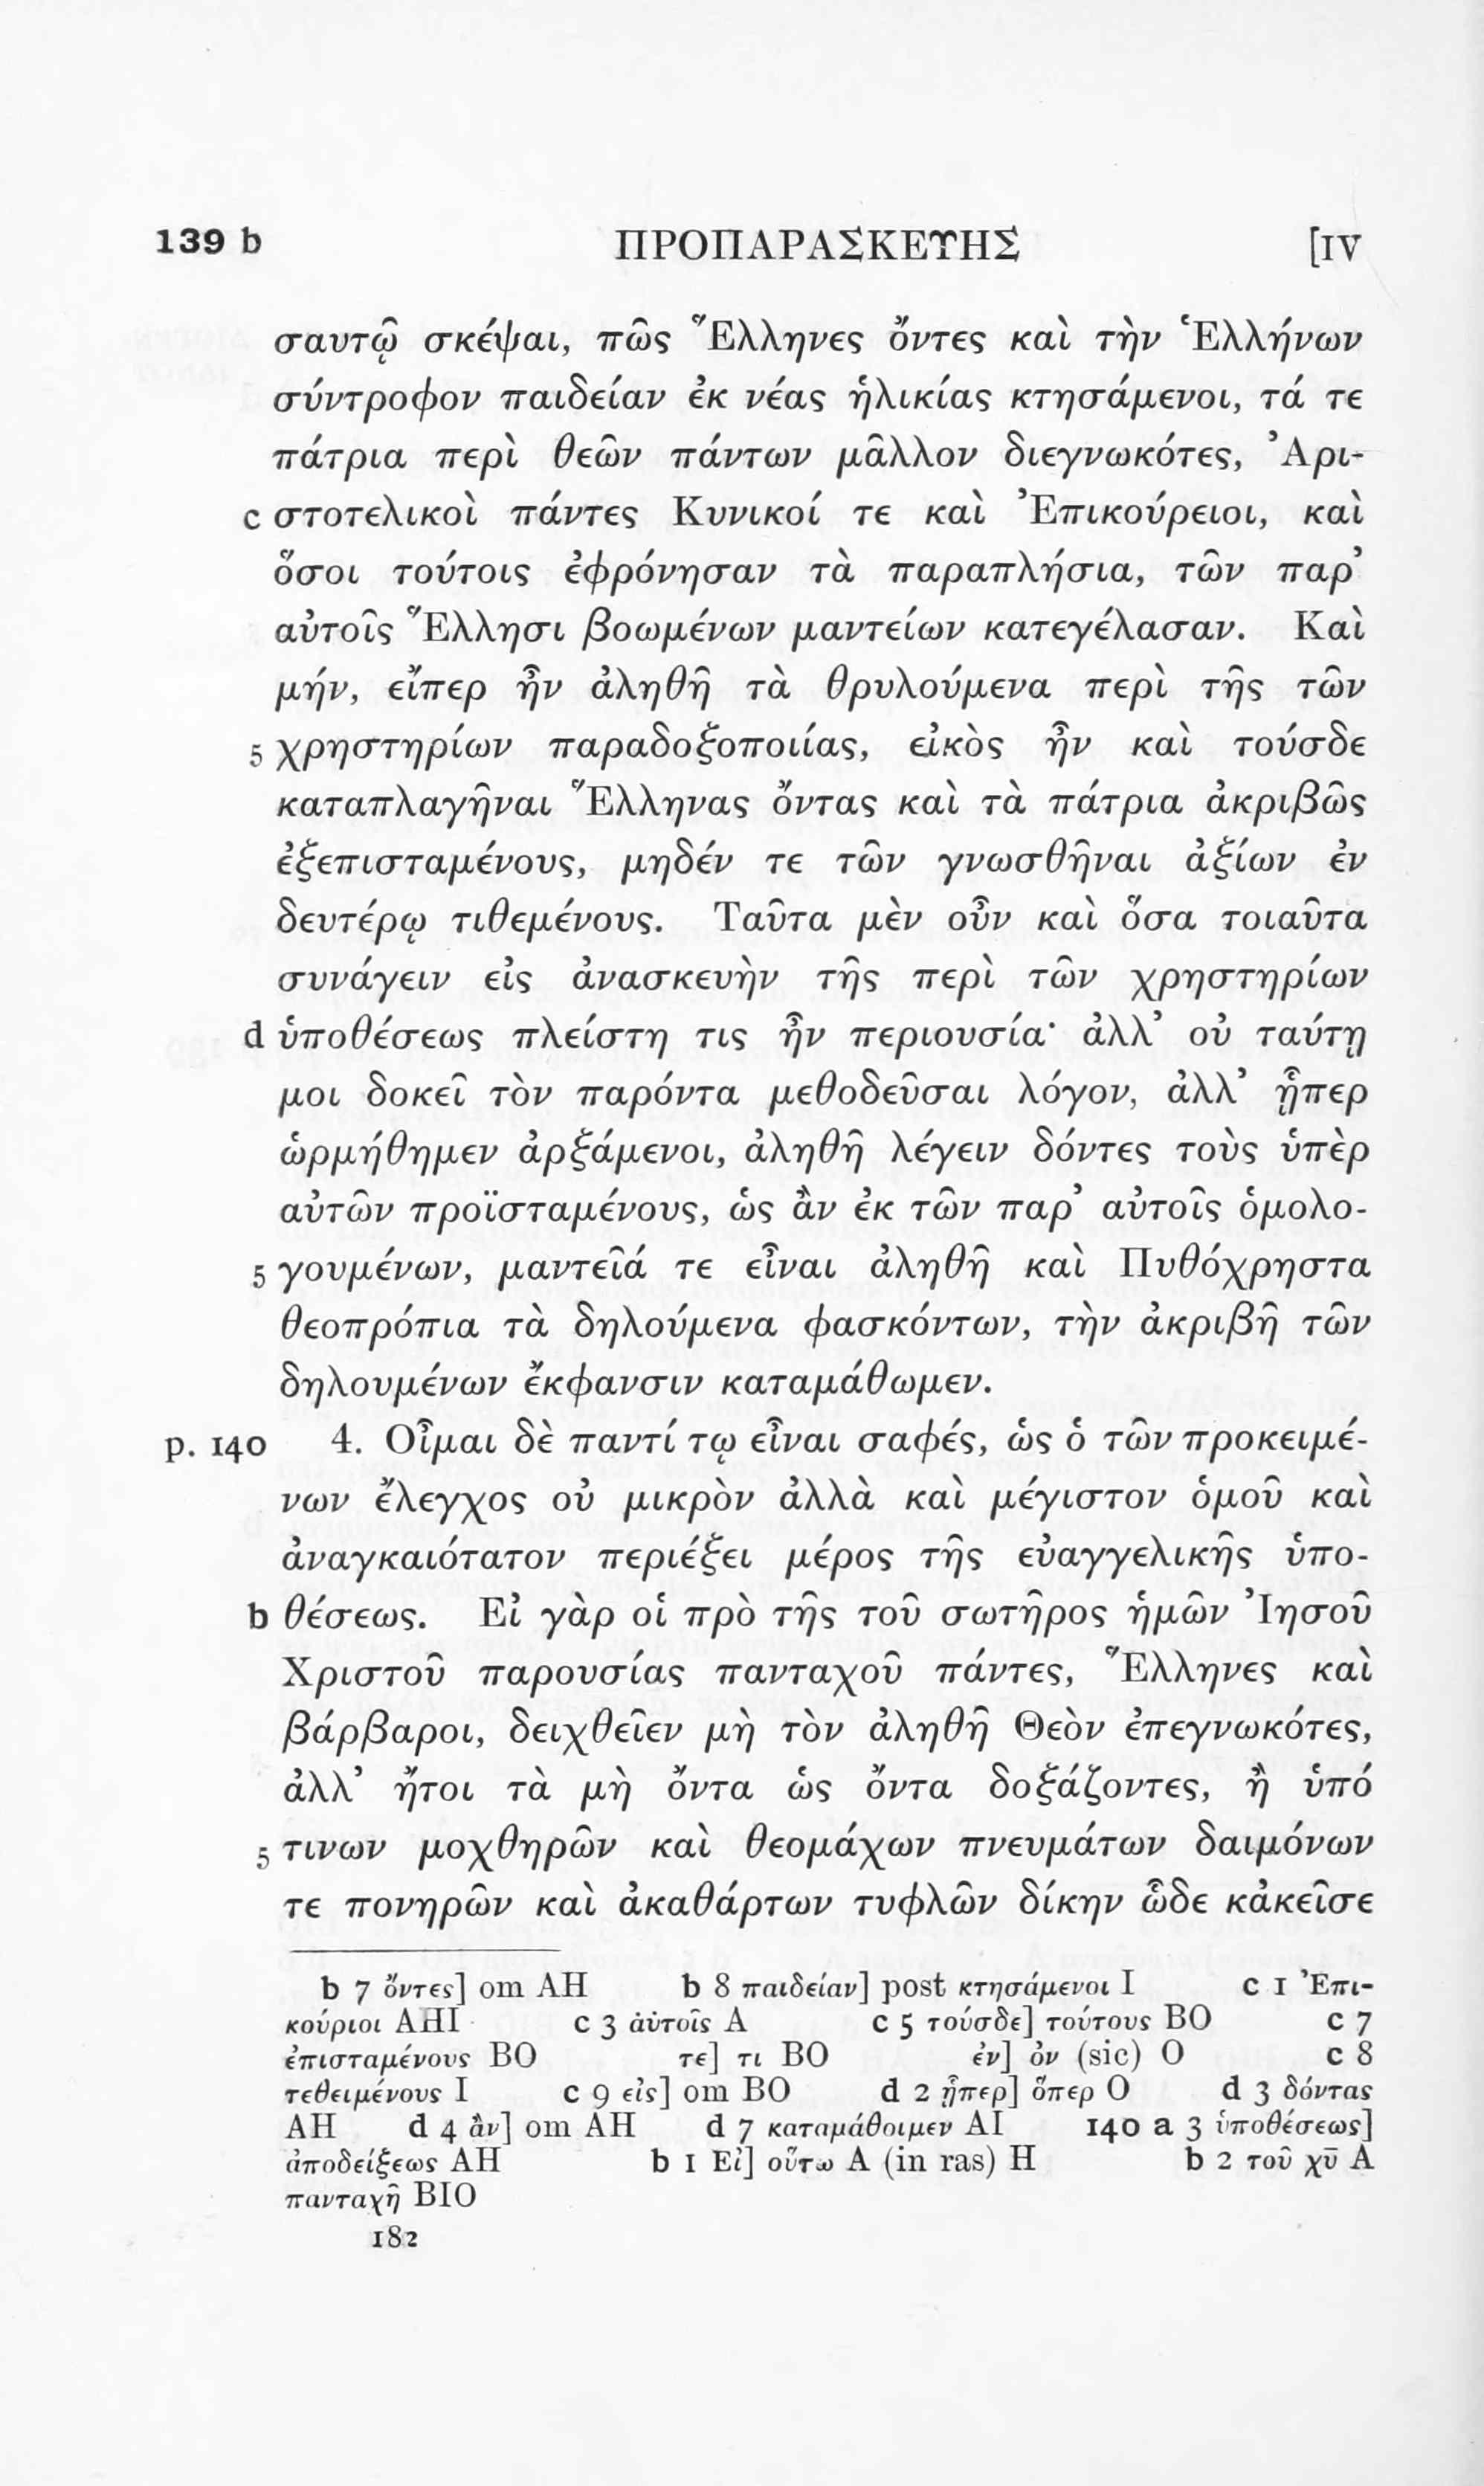 139 b ΠΡΟΠΑΡΑΣΚΕΥΗΣ [IV
σαυτῷ σκέψαι, πῶς Ἕλληνες ὄντες καὶ τὴν Ἑλλήνων
σύντροφον παιδείαν ἐκ νέας ἡλικίας κτησάμενοι, τά τε
πάτρια περὶ θεῶν πάντων μᾶλλον διεγνωκότες, Ἀρι-
c στοτελικοὶ πάντες Κυνικοί τε καὶ Ἐπικούρειοι, καὶ
ὅσοι τούτοις ἐφρόνησαν τὰ παραπλήσια, τῶν παρ’
αὐτοῖς Ἕλλησι βοωμένων μαντείων κατεγέλασαν. Καὶ
μήν, εἴπερ ἦν ἀληθῆ τὰ θρυλούμενα περὶ τῆς τῶν
5 χρηστηρίων παραδοξοποιίας, εἰκὸς ἦν καὶ τούσδε
καταπλαγῆναι Ἕλληνας ὄντας καὶ τὰ πάτρια ἀκριβῶς
ἐξεπισταμένους, μηδέν τε τῶν γνωσθῆναι ἀξίων ἐν
δευτέρῳ τιθεμένους. Ταῦτα μὲν οὖν καὶ ὅσα τοιαῦτα
συνάγειν εἰς ἀνασκευὴν τῆς περὶ τῶν χρηστηρίων
d ὑποθέσεως πλείστη τις ἦν περιουσία· ἀλλ’ οὐ ταύτῃ
μοι δοκεῖ τὸν παρόντα μεθοδεῦσαι λόγον, ἀλλ’ ᾗπερ
ὡρμήθημεν ἀρξάμενοι, ἀληθῆ λέγειν δόντες τοὺς ὑπὲρ
αὐτῶν προϊσταμένους, ὡς ἂν ἐκ τῶν παρ’ αὐτοῖς ὁμολο-
5 γουμένων, μαντεῖά τε εἶναι ἀληθῆ καὶ Πυθόχρηστα
θεοπρόπια τὰ δηλούμενα φασκόντων, τὴν ἀκριβῆ τῶν
δηλουμένων ἔκφανσιν καταμάθωμεν.
p. 140 4. Οἶμαι δὲ παντί τῳ εἶναι σαφές, ὡς ὁ τῶν προκειμέ-
νων ἔλεγχος οὐ μικρὸν ἀλλὰ καὶ μέγιστον ὁμοῦ καὶ
ἀναγκαιότατον περιέξει μέρος τῆς εὐαγγελικῆς ὑπο-
b θέσεως. Εἰ γὰρ οἱ πρὸ τῆς τοῦ σωτῆρος ἡμῶν Ἰησοῦ
Χριστοῦ παρουσίας πανταχοῦ πάντες, Ἕλληνες καὶ
βάρβαροι, δειχθεῖεν μὴ τὸν ἀληθῆ Θεὸν ἐπεγνωκότες,
ἀλλ’ ἤτοι τὰ μὴ ὄντα ὡς ὄντα δοξάζοντες, ἢ ὑπό
5 τινων μοχθηρῶν καὶ θεομάχων πνευμάτων δαιμόνων
τε πονηρῶν καὶ ἀκαθάρτων τυφλῶν δίκην ὧδε κἀκεῖσε
b 7 ὄντες] om AH b 8 παιδείαν] post κτησάμενοι I c 1 Ἐπι-
κούριοι AHI c 3 ἁὐτοῖς A c 5 τούσδε] τούτους BO c 7
ἐπισταμένους BO τε] τι BO ἐν] ὀν (sic) O c 8
τεθειμένους I c 9 εἰς] om BO d 2 ᾗπερ] ὅπερ O d 3 δόντας
AH d 4 ἂν] om AH d 7 καταμάθοιμεν AI 140 a 3 ὑποθέσεως]
ἀποδείξεως AH b 1 Εἰ] οὕτω A (in ras) H b 2 τοῦ χῦ A
πανταχῆ BIO
182